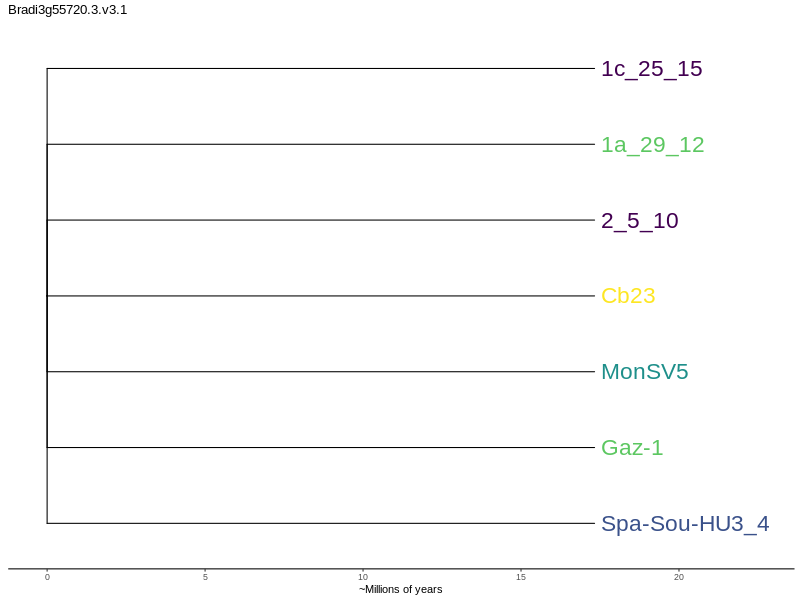 Bradi3g55720.3.v3.1
1c_25_15
1a_29_12
2_5_10
Cb23
MonSV5
Gaz-1
Spa-Sou-HU3_4
0 5 10 15 20
~Millions of years